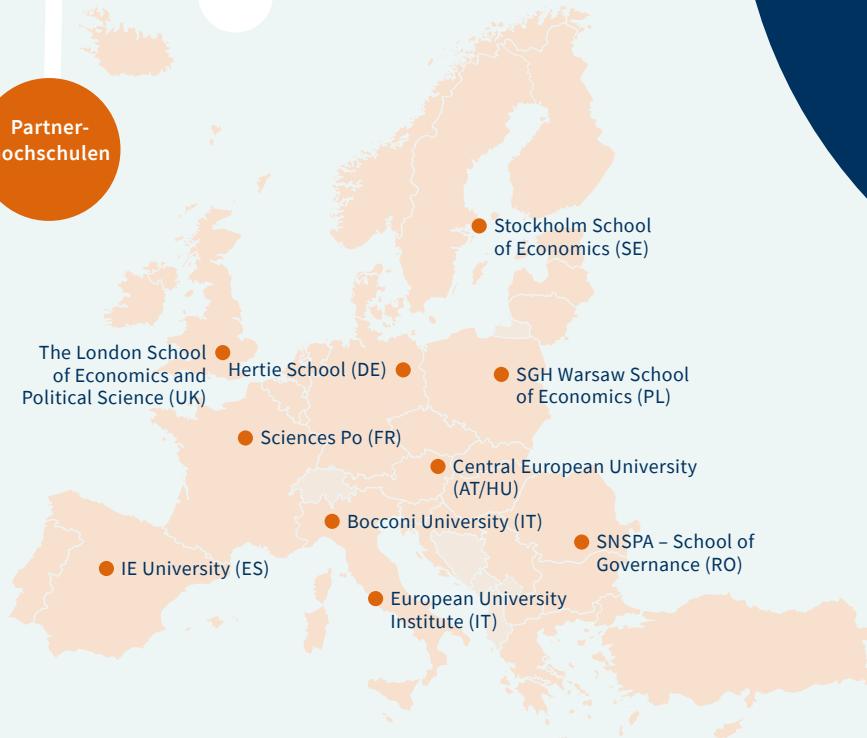 Partner-
ochschulen
Stockholm School
of Economics (SE)
The London School
of Economics and
Political Science (UK)
Hertie School (DE)
SGH Warsaw School
of Economics (PL)
Sciences Po (FR)
Central European University
(AT/HU)
Bocconi University (IT)
SNSPA – School of
Governance (RO)
IE University (ES)
European University
Institute (IT)